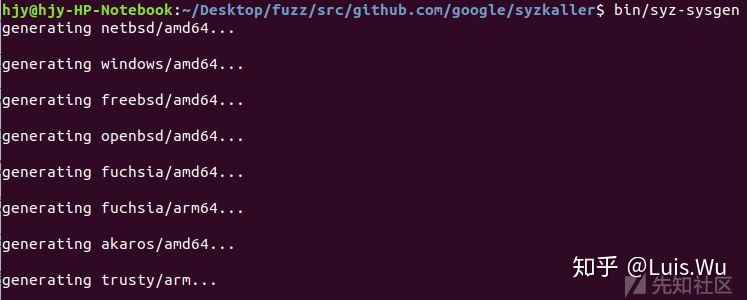 hjy@hjy-HP-Notebook:~/Desktop/fuzz/src/github.com/google/syzkaller$ bin/syz-sysgen
generating netbsd/amd64...
generating windows/amd64...
generating freebsd/amd64...
generating openbsd/amd64...
generating fuchsia/amd64...
generating fuchsia/arm64...
generating akaros/amd64...
知乎 @Luis.Wu
generating trusty/arm...
先知社区